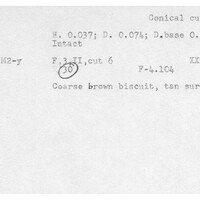 Conical cu
H. 0.037; D. 0.074; D.base 0.
Intact
M2-y F.3-II,cut 6 XX
30 F-4.104
Coarse brown biscuit, tan sur